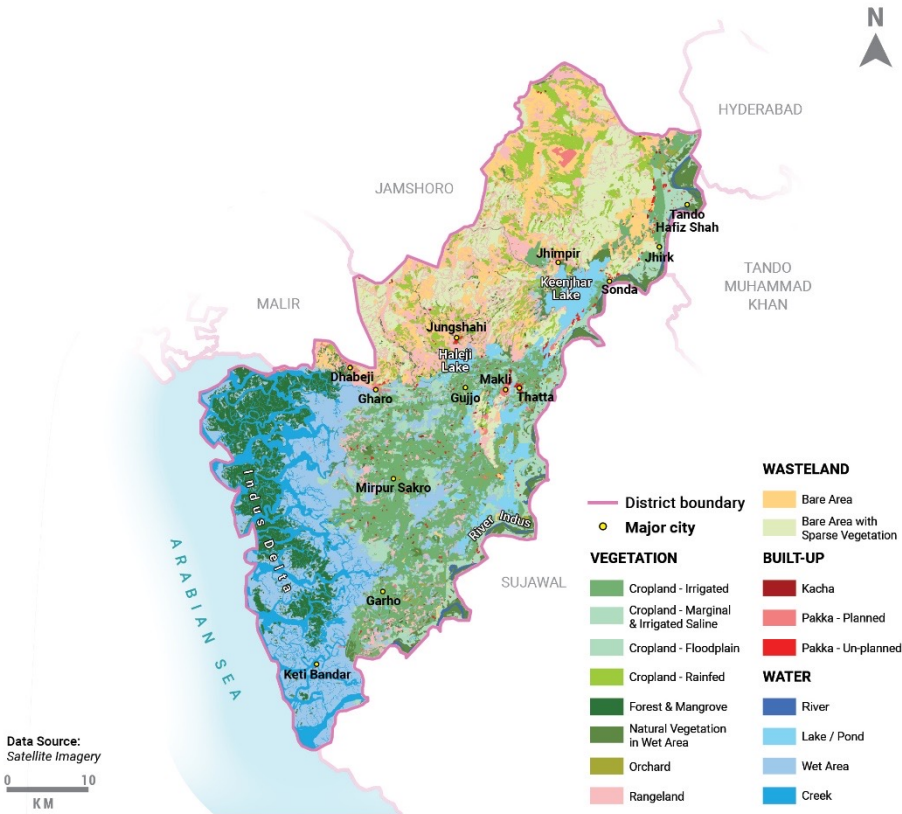 N
HYDERABAD
JAMSHORO
Tando
Hafiz Shah
Jhimpir
Jhirk
Keenjhar
Lake
Sonda
TANDO
MUHAMMAD
KHAN
MALIR
Jungshahi
Haleji
Lake
Dhabeji
Makli
Gharo
Gujjo
Thatta
Mirpur Sakro
Indus Delta
River Indus
ARABIAN SEA
SUJAWAL
Garho
Keti Bandar
District boundary
Major city
VEGETATION
Cropland - Irrigated
Cropland - Marginal
& Irrigated Saline
Cropland - Floodplain
Cropland - Rainfed
Forest & Mangrove
Natural Vegetation
in Wet Area
Orchard
Rangeland
WASTELAND
Bare Area
Bare Area with
Sparse Vegetation
BUILT-UP
Kacha
Pakka - Planned
Pakka - Un-planned
WATER
River
Lake / Pond
Wet Area
Creek
Data Source:
Satellite Imagery
0 10
KM